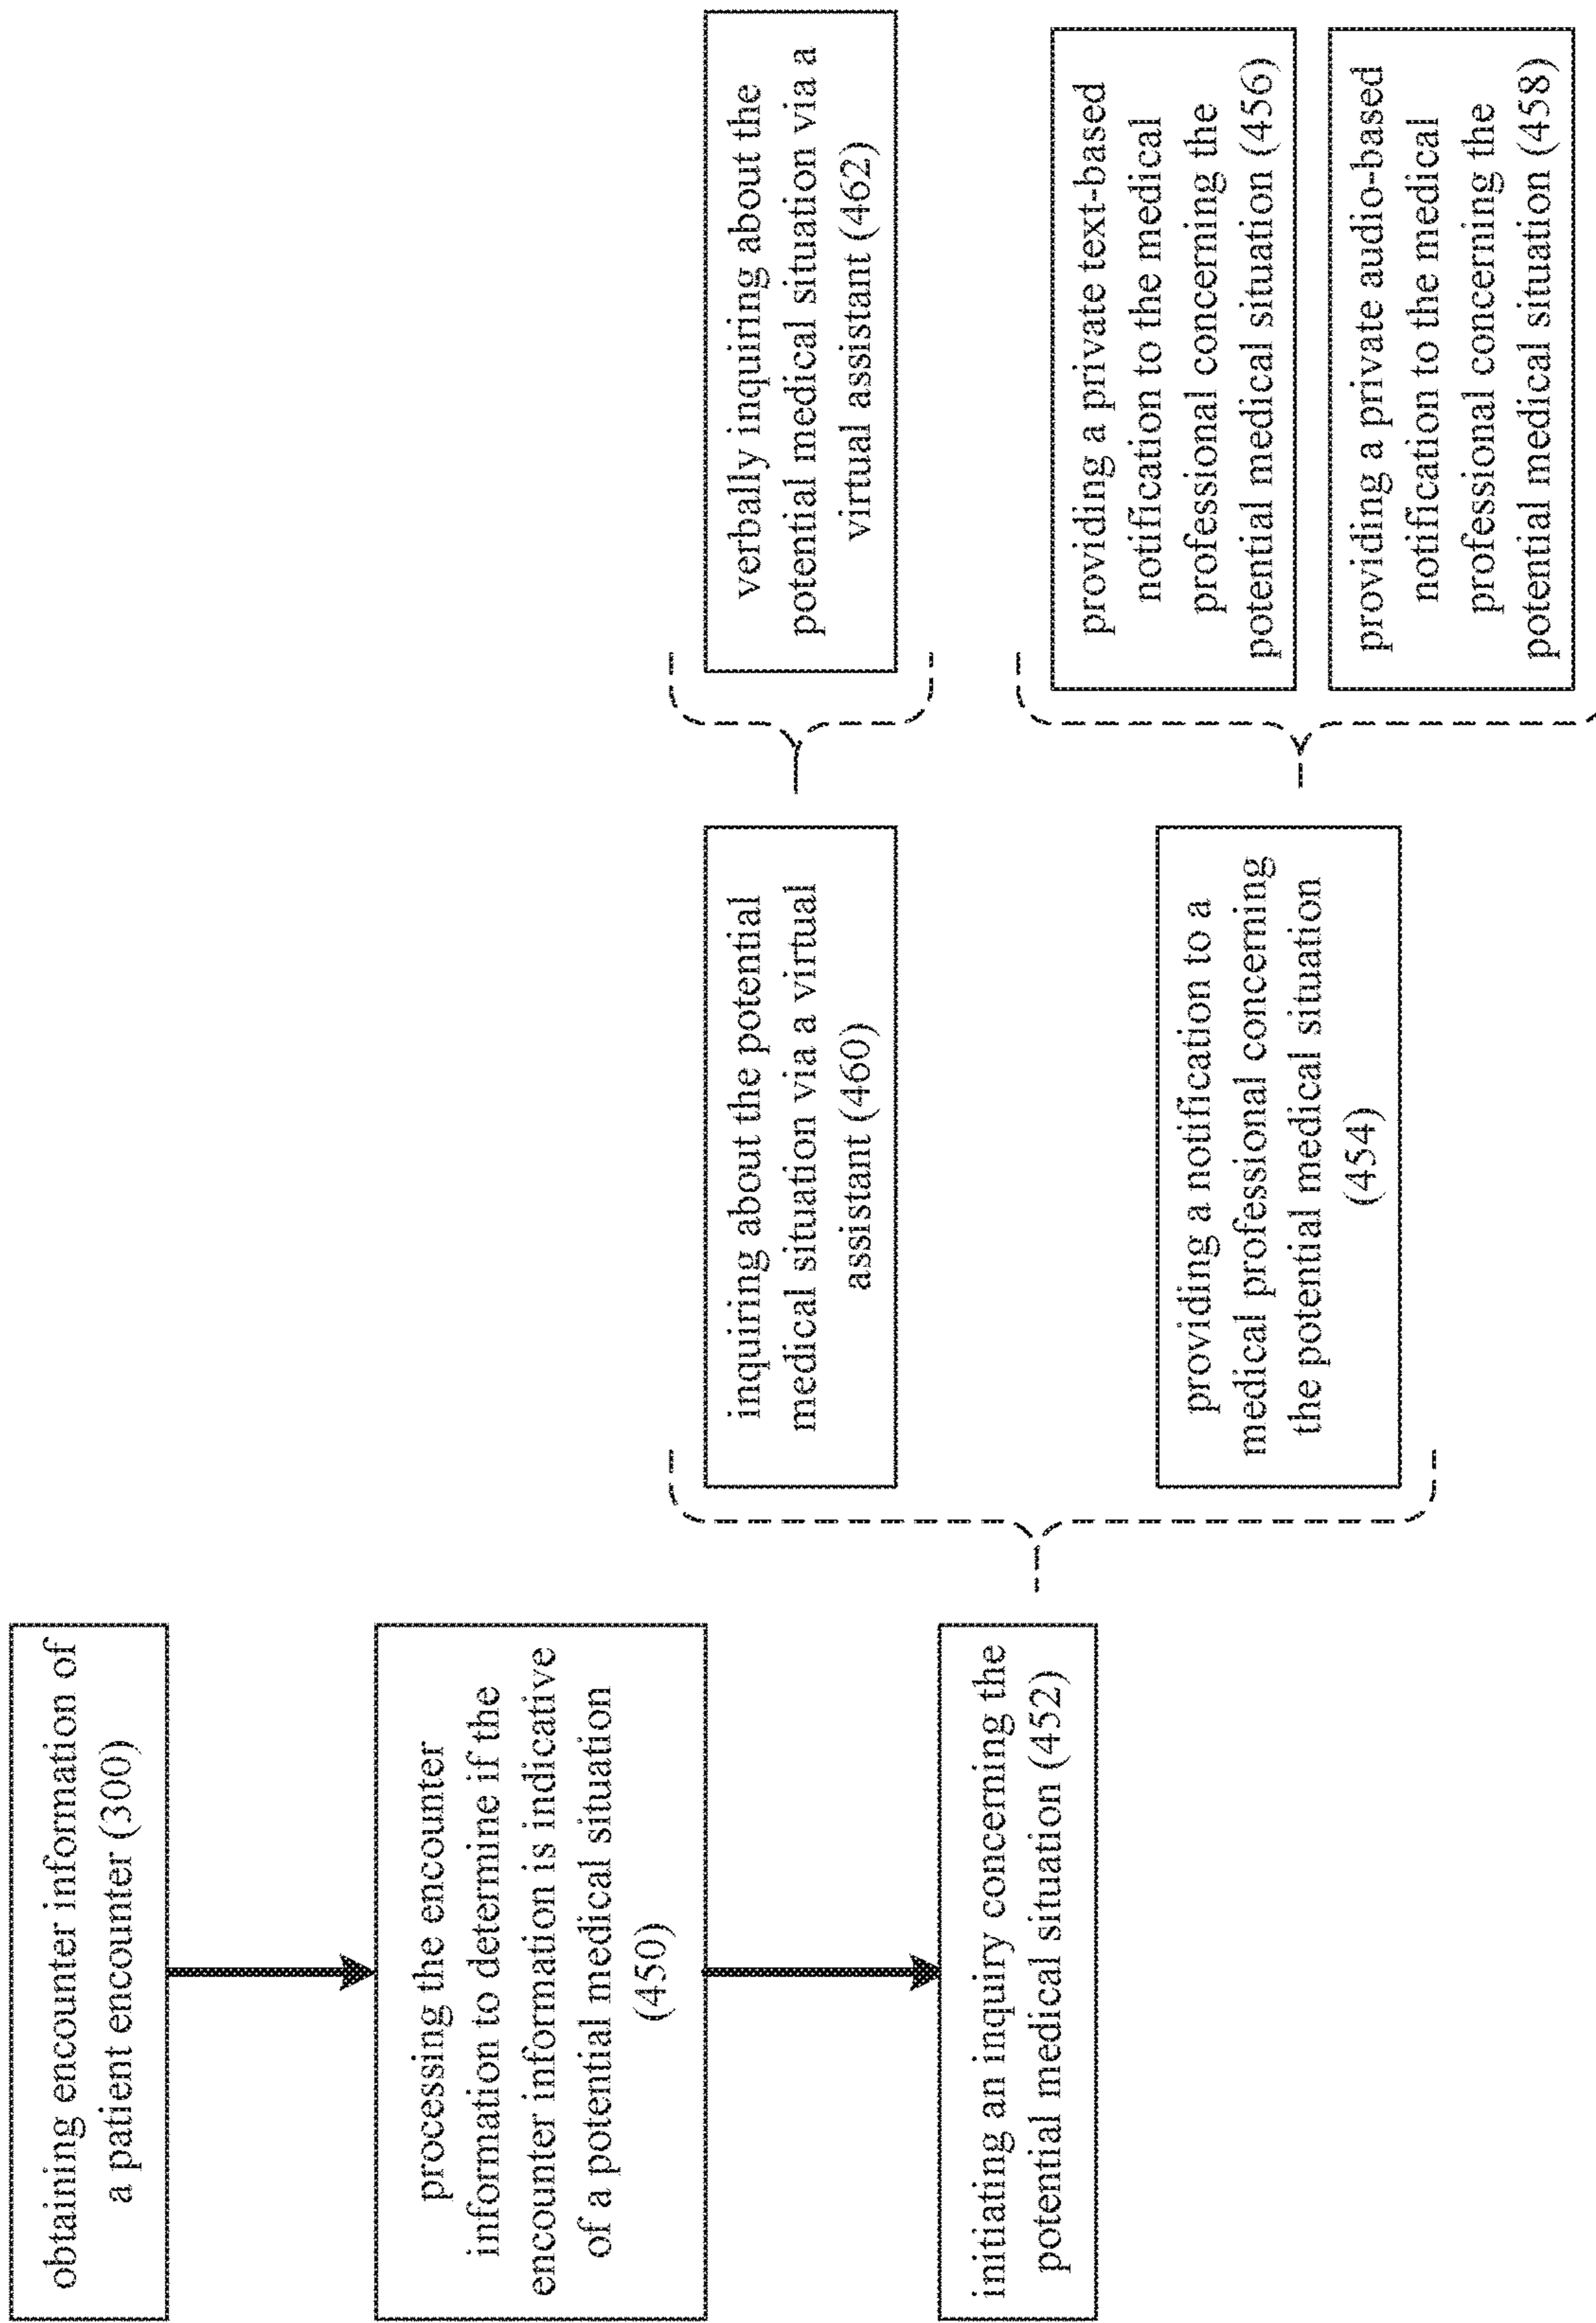 obtaining encounter information of
a patient encounter (300)
processing the encounter
information to determine if the
encounter information is indicative
of a potential medical situation
(450)
initiating an inquiry concerning the
potential medical situation (452)
inquiring about the potential
medical situation via a virtual
assistant (460)
providing a notification to a
medical professional concerning
the potential medical situation
(454)
verbally inquiring about the
potential medical situation via a
virtual assistant (462)
providing a private text-based
notification to the medical
professional concerning the
potential medical situation (456)
providing a private audio-based
notification to the medical
professional concerning the
potential medical situation (458)